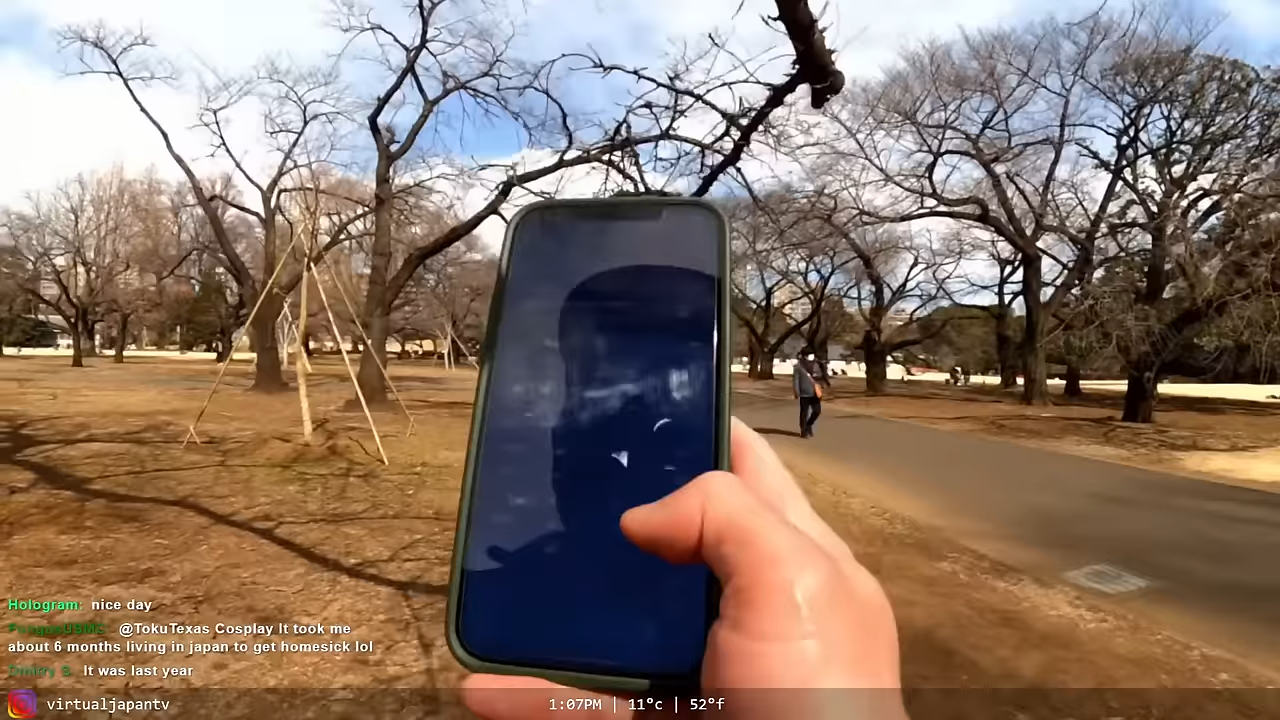 Hologram: nice day
@TokuTexas Cosplay It took me
about 6 months living in japan to get homesick lol
Dmitry S: It was last year
virtualjapantv
1:07PM | 11°c | 52°f